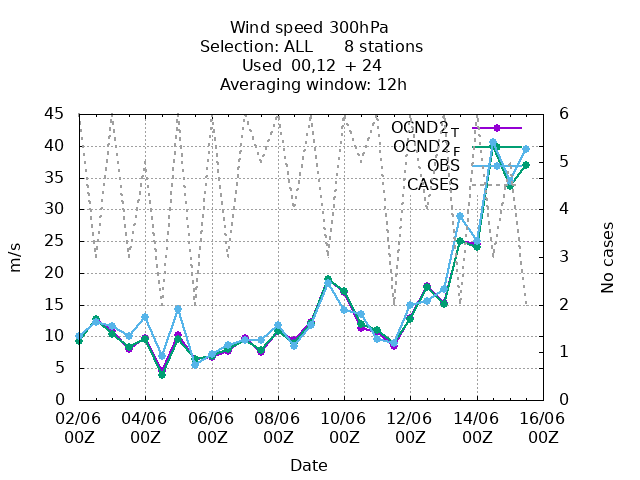 Wind speed 300hPa
Selection: ALL 8 stations
Used 00,12 + 24
Averaging window: 12h
45 6
OCND2_T
40
OCND2_F
35 5
OBS
CASES
30 4
25
20 3
15 2
10
5 1
0 0
m/s
No cases
02/06 04/06 06/06 08/06 10/06 12/06 14/06 16/06
00Z 00Z 00Z 00Z 00Z 00Z 00Z 00Z
Date